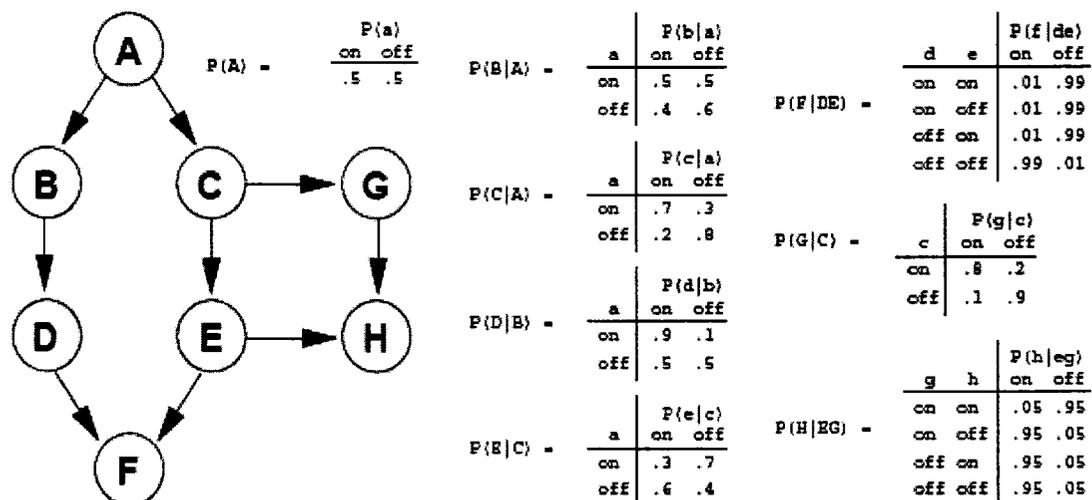 A
B
C
G
D
E
H
F
P(a)
on off
P(A) =
.5 .5
P(b|a)
a on off
P(B|A) =
on .5 .5
off .4 .6
P(c|a)
a on off
P(C|A) =
on .7 .3
off .2 .8
P(d|b)
a on off
P(D|B) =
on .9 .1
off .5 .5
P(e|c)
a on off
P(E|C) =
on .3 .7
off .6 .4
P(f|de)
d e on off
on on .01 .99
P(F|DE) =
on off .01 .99
off on .01 .99
off off .99 .01
P(g|c)
P(G|C) =
c on off
on .8 .2
off .1 .9
P(h|eg)
g h on off
on on .05 .95
P(H|EG) =
on off .95 .05
off on .95 .05
off off .95 .05